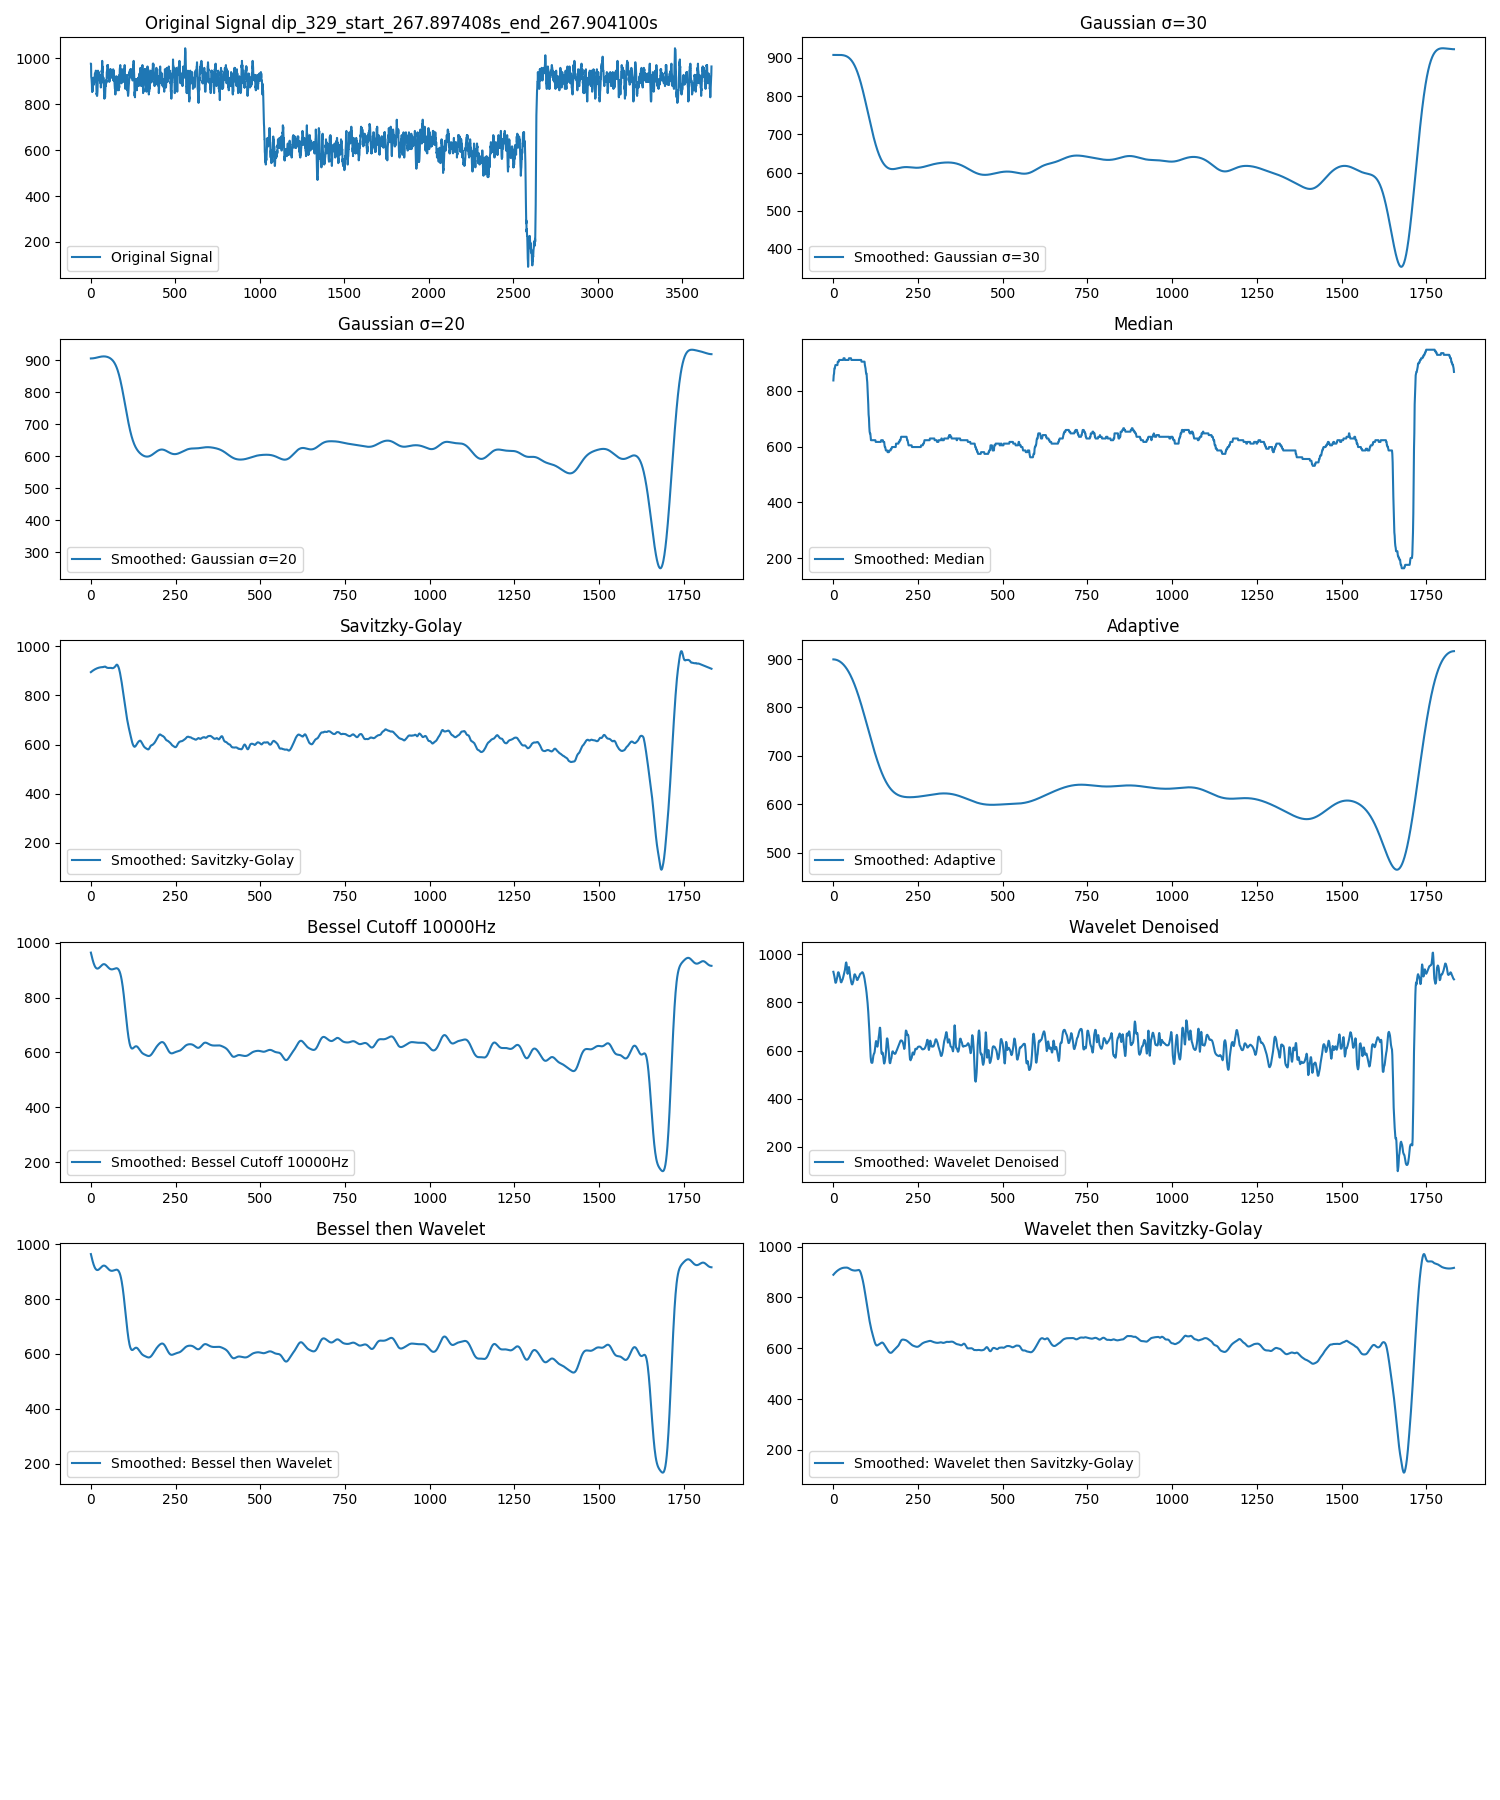 Original Signal dip_329_start_267.897408s_end_267.904100s
1000
800
600
400
200
Original Signal
0 500 1000 1500 2000 2500 3000 3500
Gaussian σ=30
900
800
700
600
500
400
Smoothed: Gaussian σ=30
0 250 500 750 1000 1250 1500 1750
Gaussian σ=20
900
800
700
600
500
400
300
Smoothed: Gaussian σ=20
0 250 500 750 1000 1250 1500 1750
Median
800
600
400
200
Smoothed: Median
0 250 500 750 1000 1250 1500 1750
Savitzky-Golay
1000
800
600
400
200
Smoothed: Savitzky-Golay
0 250 500 750 1000 1250 1500 1750
Adaptive
900
800
700
600
500
Smoothed: Adaptive
0 250 500 750 1000 1250 1500 1750
Bessel Cutoff 10000Hz
1000
800
600
400
200
Smoothed: Bessel Cutoff 10000Hz
0 250 500 750 1000 1250 1500 1750
Wavelet Denoised
1000
800
600
400
200
Smoothed: Wavelet Denoised
0 250 500 750 1000 1250 1500 1750
Bessel then Wavelet
1000
800
600
400
200
Smoothed: Bessel then Wavelet
0 250 500 750 1000 1250 1500 1750
Wavelet then Savitzky-Golay
1000
800
600
400
200
Smoothed: Wavelet then Savitzky-Golay
0 250 500 750 1000 1250 1500 1750